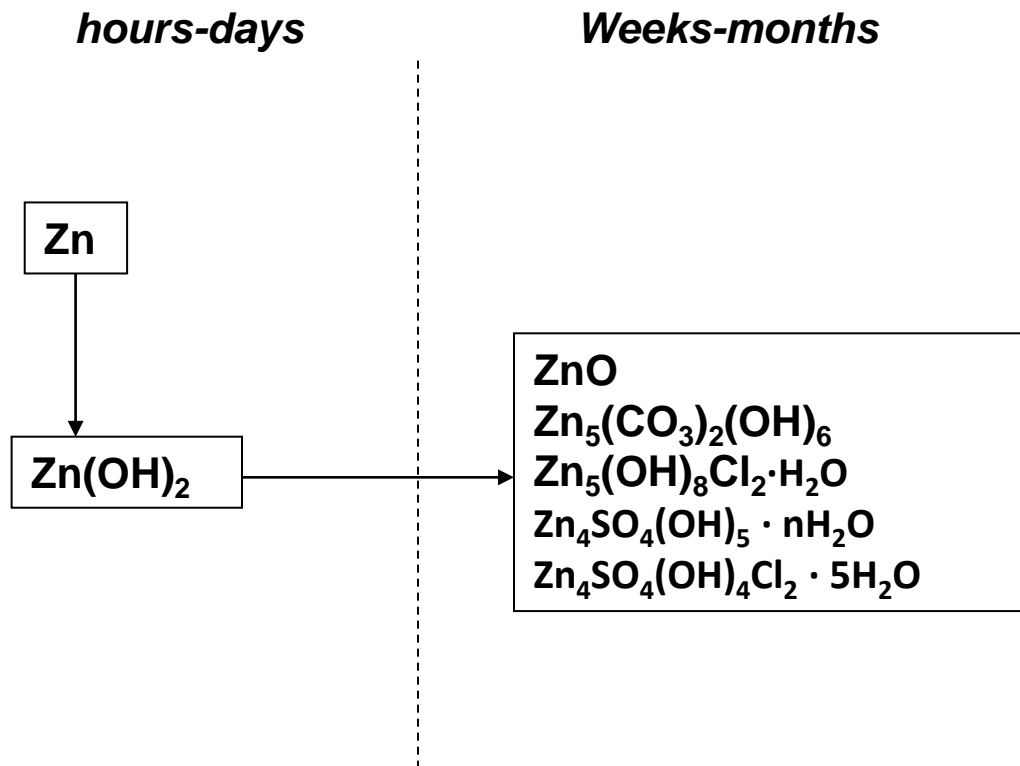 hours-days
Weeks-months
Zn
Zn(OH)₂
ZnO
Zn₅(CO₃)₂(OH)₆
Zn₅(OH)₈Cl₂·H₂O
Zn₄SO₄(OH)₅ · nH₂O
Zn₄SO₄(OH)₄Cl₂ · 5H₂O